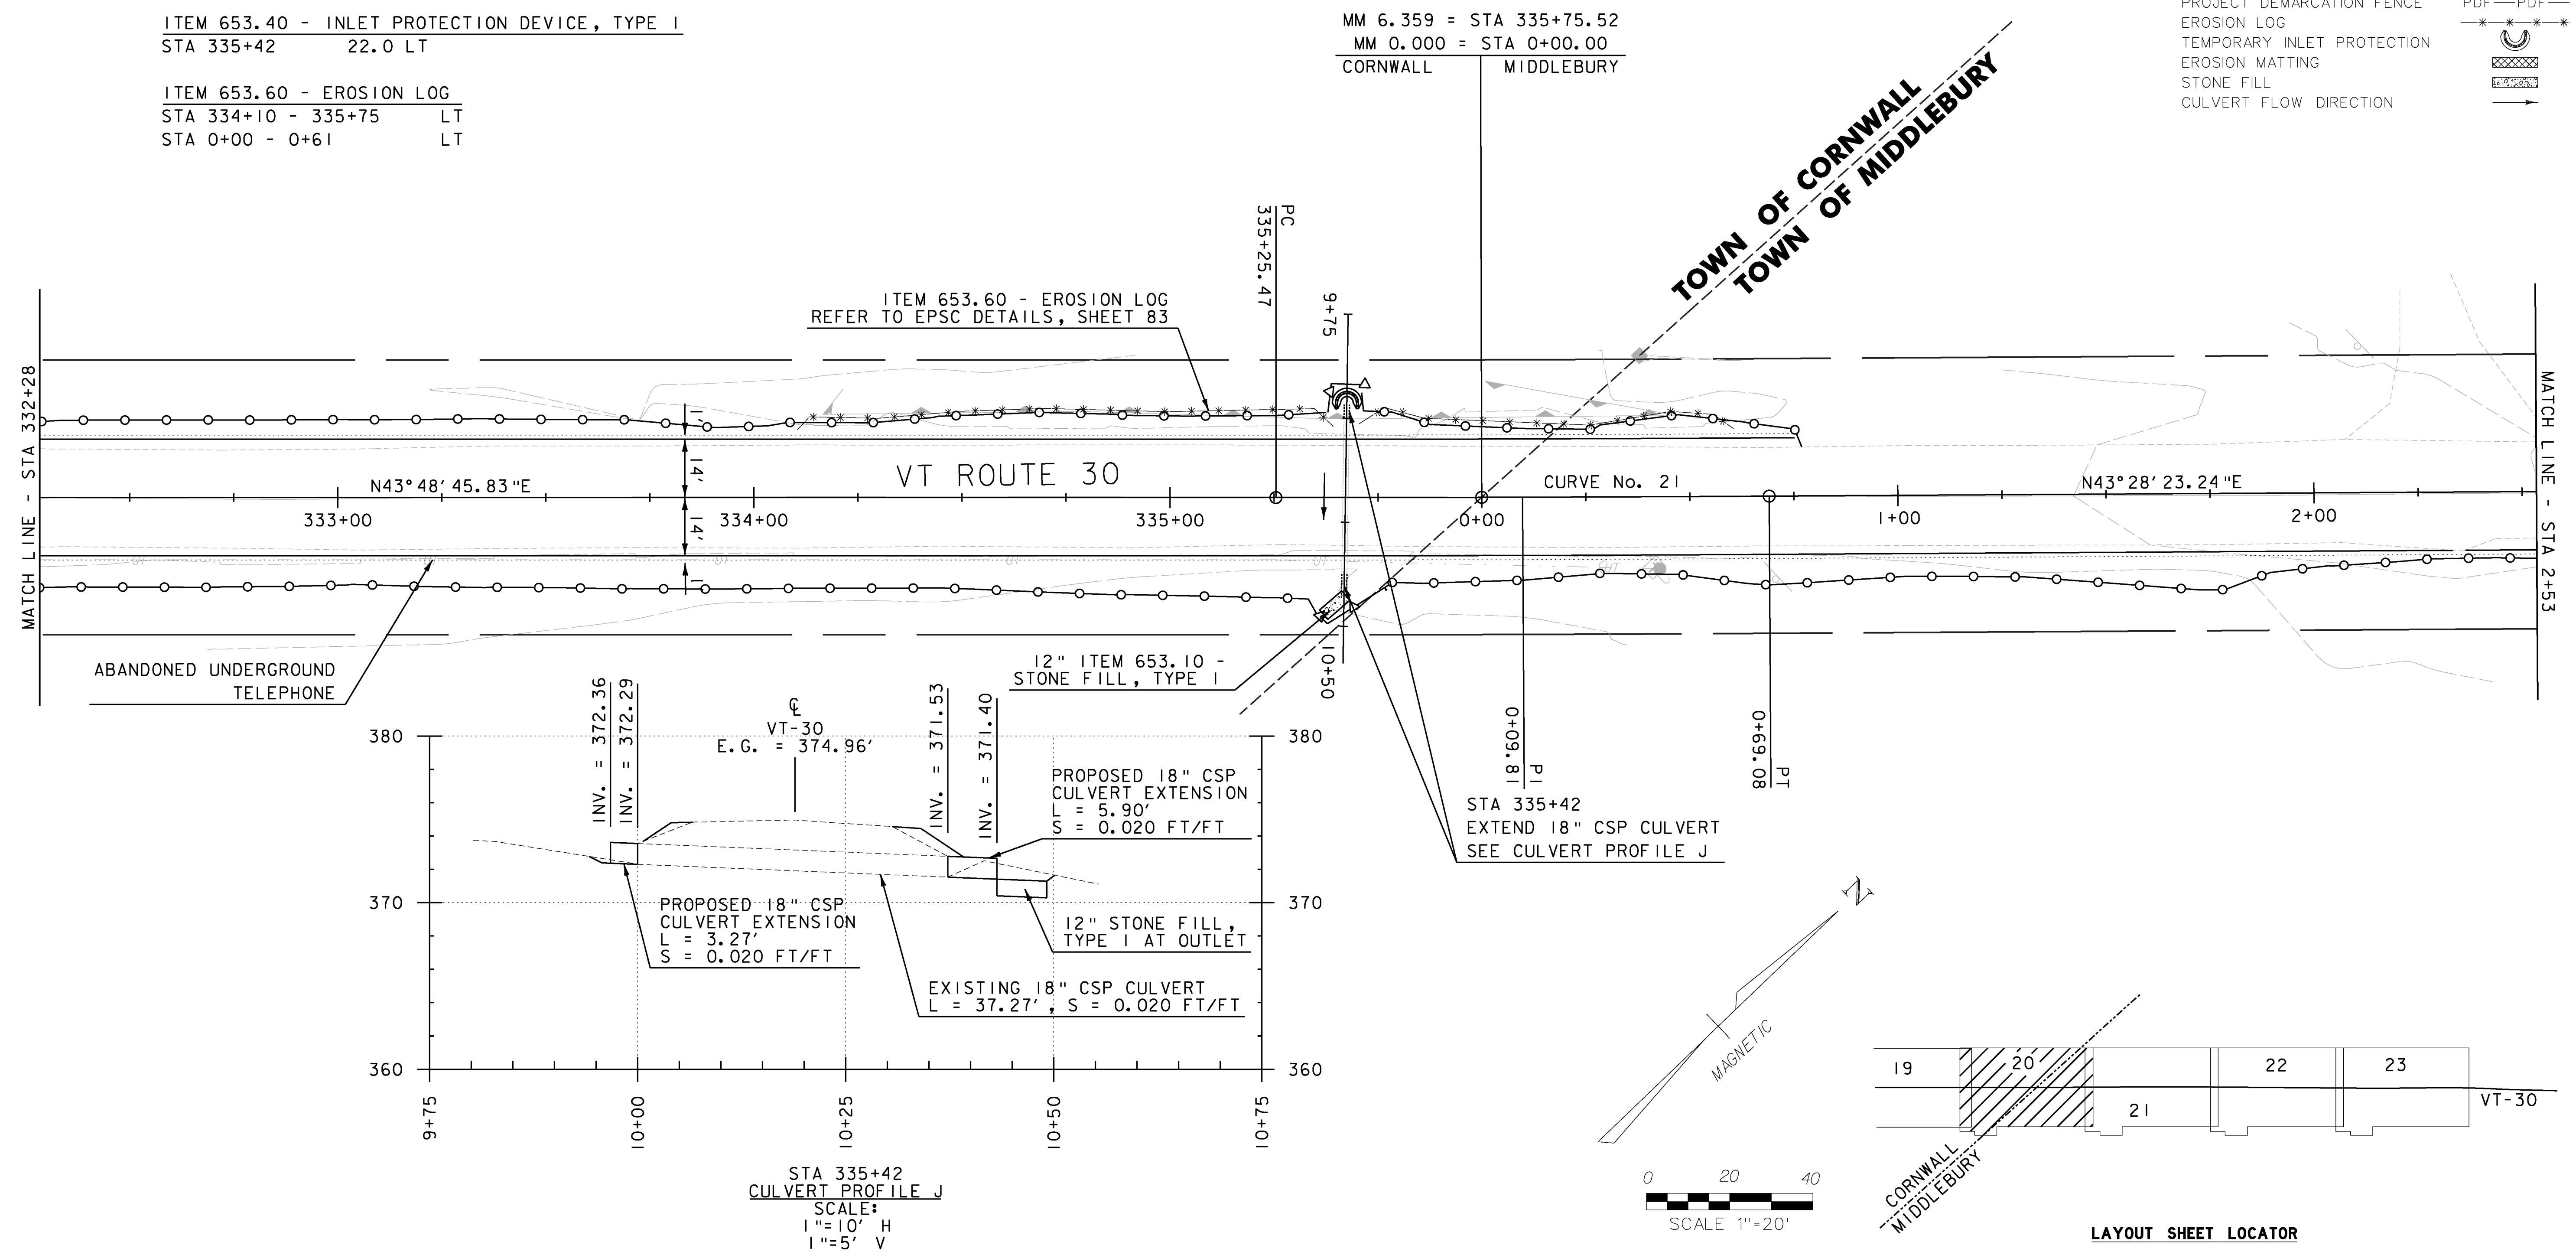 ITEM 653.40 - INLET PROTECTION DEVICE, TYPE I
STA 335+42 22.0 LT
ITEM 653.60 - EROSION LOG
STA 334+10 - 335+75 LT
STA 0+00 - 0+61 LT
MM 6.359 = STA 335+75.52
MM 0.000 = STA 0+00.00
CORNWALL MIDDLEBURY
PROJECT DEMARCATION FENCE PDF PDF
EROSION LOG
TEMPORARY INLET PROTECTION
EROSION MATTING
STONE FILL
CULVERT FLOW DIRECTION
TOWN OF CORNWALL
TOWN OF MIDDLEBURY
PC
335+25.47
9+75
ITEM 653.60 - EROSION LOG
REFER TO EPSC DETAILS, SHEET 83
MATCH LINE - STA 332+28
MATCH LINE - STA 2+53
1'
14'
14'
1'
VT ROUTE 30
N43°48'45.83"E
CURVE No. 21
N43°28'23.24"E
333+00
334+00
335+00
0+00
1+00
2+00
UT
UT
UT
UT
HT
ABANDONED UNDERGROUND
TELEPHONE
12" ITEM 653.10 -
STONE FILL, TYPE I
10+50
0+09.81
PI
0+69.08
PT
STA 335+42
EXTEND 18" CSP CULVERT
SEE CULVERT PROFILE J
INV. = 372.36
INV. = 372.29
℄
VT-30
E.G. = 374.96'
INV. = 371.53
INV. = 371.40
380
380
PROPOSED 18" CSP
CULVERT EXTENSION
L = 5.90'
S = 0.020 FT/FT
370
370
PROPOSED 18" CSP
CULVERT EXTENSION
L = 3.27'
S = 0.020 FT/FT
12" STONE FILL,
TYPE I AT OUTLET
EXISTING 18" CSP CULVERT
L = 37.27', S = 0.020 FT/FT
360
360
9+75
10+00
10+25
10+50
10+75
STA 335+42
CULVERT PROFILE J
SCALE:
1"=10' H
1"=5' V
N
MAGNETIC
0 20 40
SCALE 1"=20'
19
20
21
22
23
VT-30
CORNWALL
MIDDLEBURY
LAYOUT SHEET LOCATOR